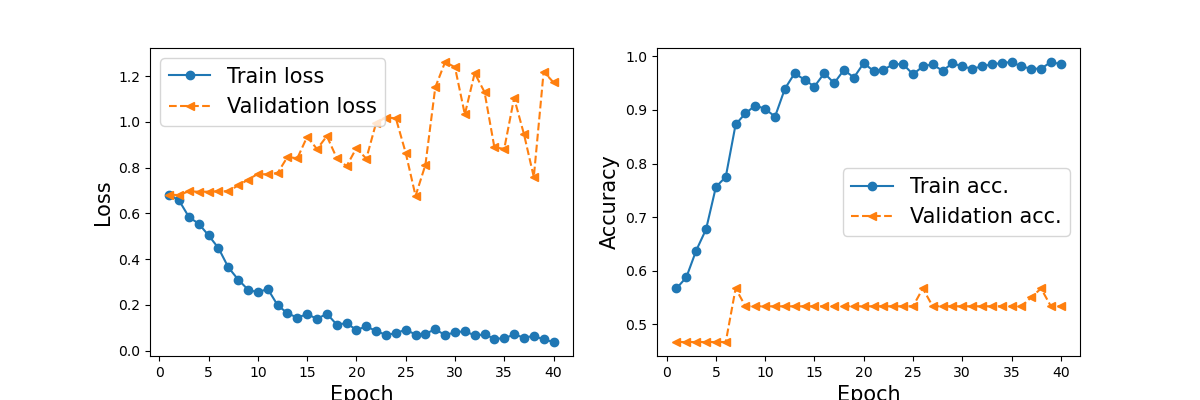 Loss
1.2
1.0
0.8
0.6
0.4
0.2
0.0
Train loss
Validation loss
0 5 10 15 20 25 30 35 40
Epoch
Accuracy
1.0
0.9
0.8
0.7
0.6
0.5
Train acc.
Validation acc.
0 5 10 15 20 25 30 35 40
Epoch